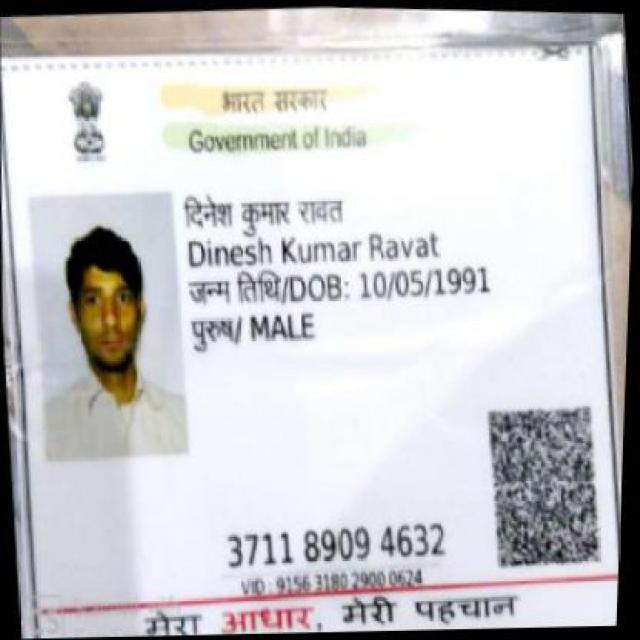 भारत सरकार
Government of India
दिनेश कुमार रावत
Dinesh Kumar Ravat
जन्म तिथि/DOB: 10/05/1991
पुरुष/ MALE
3711 8909 4632
VID : 9156 3180 2900 0624
मेरा आधार, मेरी पहचान